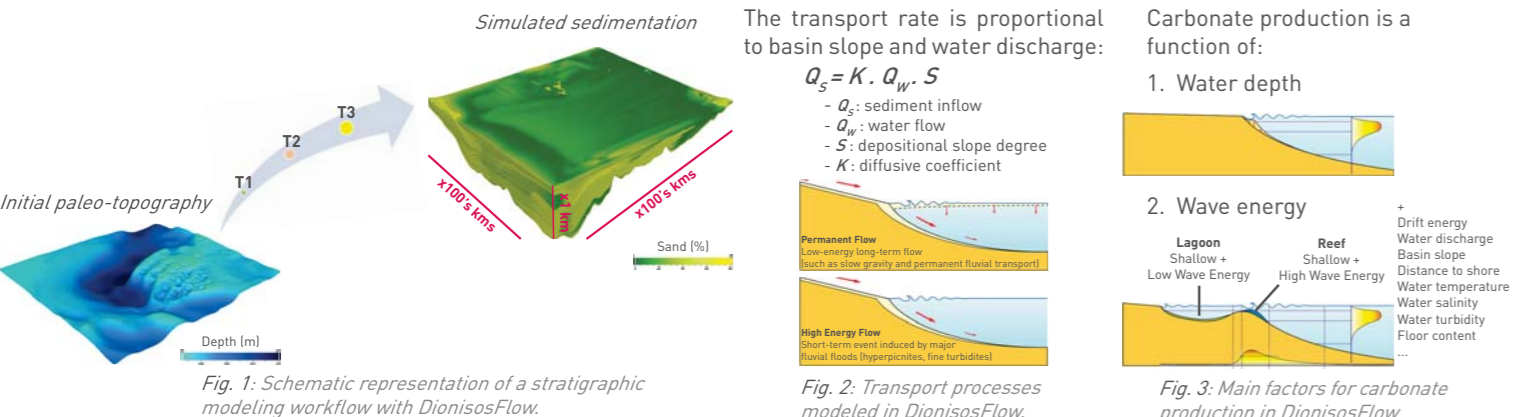 Simulated sedimentation
T3
T2
T1
Initial paleo-topography
x100's kms
x1 km
x100's kms
Sand (%)
Depth (m)
Fig. 1: Schematic representation of a stratigraphic
modeling workflow with DionisosFlow.
The transport rate is proportional
to basin slope and water discharge:
Qs = K . Qw . S
- Qs : sediment inflow
- Qw : water flow
- S : depositional slope degree
- K : diffusive coefficient
Permanent Flow
Low-energy long-term flow
(such as slow gravity and permanent fluvial transport)
High Energy Flow
Short-term event induced by major
fluvial floods (hyperpicnites, fine turbidites)
Fig. 2: Transport processes
modeled in DionisosFlow.
Carbonate production is a
function of:
1. Water depth
2. Wave energy
Lagoon
Shallow +
Low Wave Energy
Reef
Shallow +
High Wave Energy
+
Drift energy
Water discharge
Basin slope
Distance to shore
Water temperature
Water salinity
Water turbidity
Floor content
...
Fig. 3: Main factors for carbonate
production in DionisosFlow